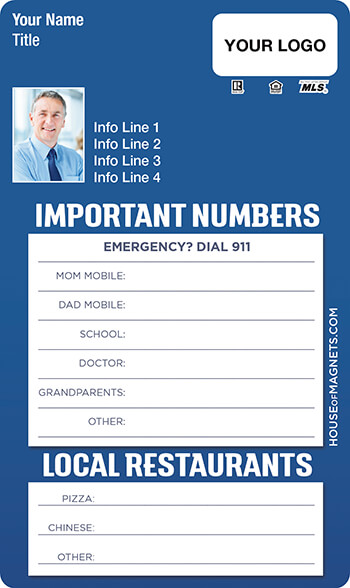 Your Name
Title
YOUR LOGO
R
REALTOR
MLS
Info Line 1
Info Line 2
Info Line 3
Info Line 4
IMPORTANT NUMBERS
EMERGENCY? DIAL 911
MOM MOBILE:
DAD MOBILE:
SCHOOL:
DOCTOR:
GRANDPARENTS:
OTHER:
HOUSEOFMAGNETS.COM
LOCAL RESTAURANTS
PIZZA:
CHINESE:
OTHER: